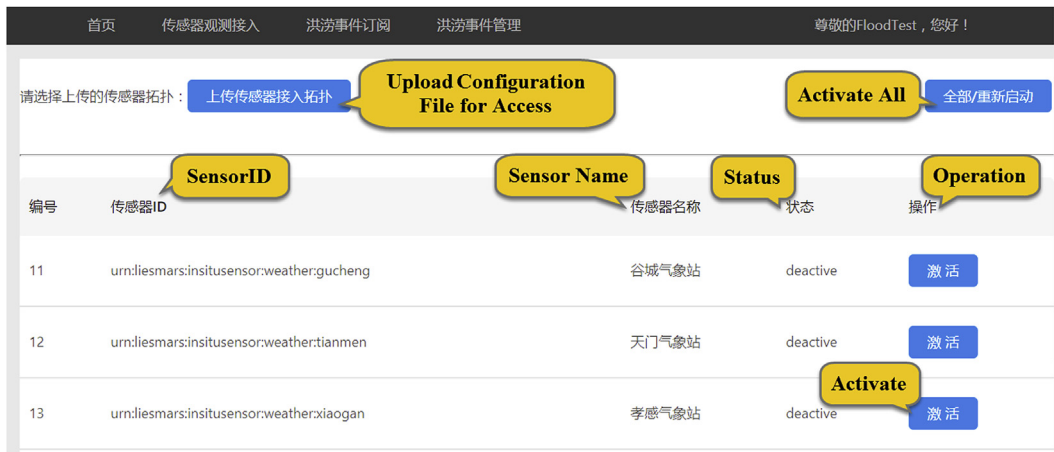 首页 传感器观测接入 洪涝事件订阅 洪涝事件管理 尊敬的FloodTest，您好！
请选择上传的传感器拓扑： 上传传感器接入拓扑 Upload Configuration
File for Access
Activate All 全部/重新启动
SensorID Sensor Name Status Operation
编号 传感器ID 传感器名称 状态 操作
11 urn:liesmars:insitusensor:weather:gucheng 谷城气象站 deactive 激 活
12 urn:liesmars:insitusensor:weather:tianmen 天门气象站 deactive 激 活
Activate
13 urn:liesmars:insitusensor:weather:xiaogan 孝感气象站 deactive 激 活